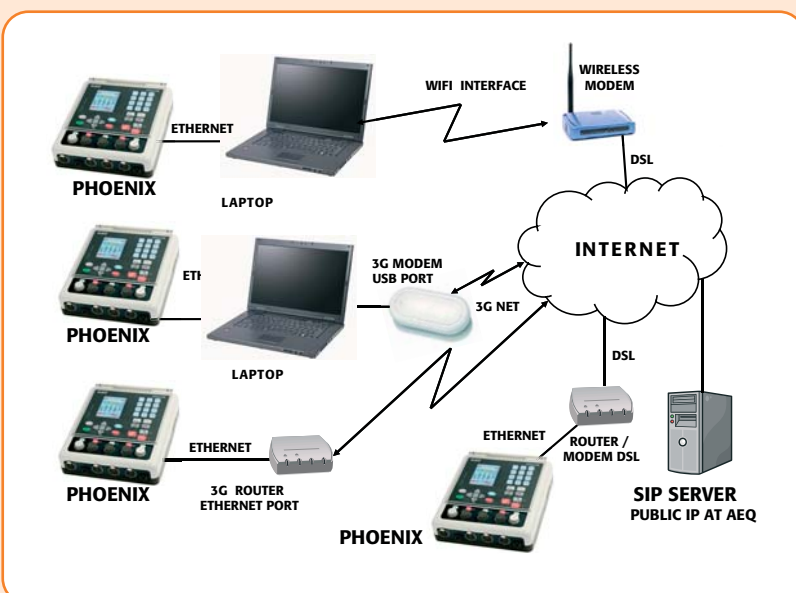 WIFI INTERFACE
WIRELESS
MODEM
ETHERNET
DSL
PHOENIX
LAPTOP
INTERNET
3G MODEM
USB PORT
ETH
3G NET
PHOENIX
LAPTOP
DSL
ETHERNET
ETHERNET
ROUTER /
MODEM DSL
PHOENIX
3G ROUTER
ETHERNET PORT
SIP SERVER
PUBLIC IP AT AEQ
PHOENIX